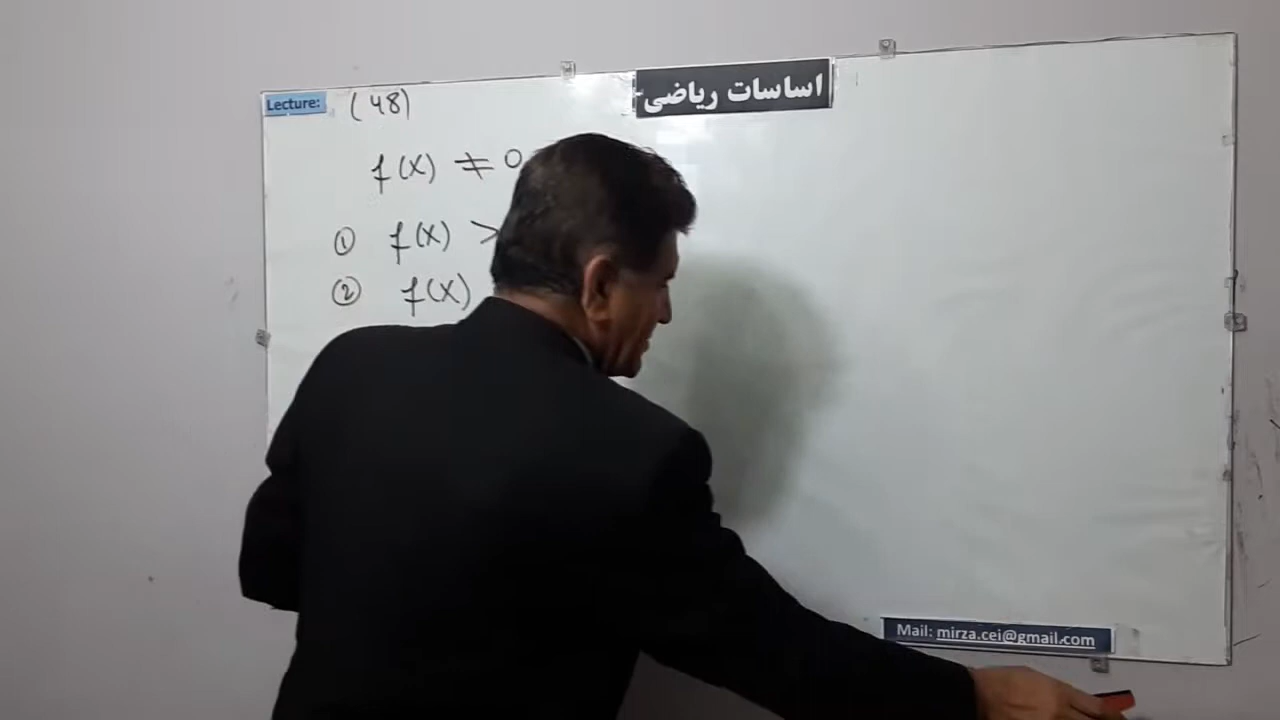 اساسات ریاضی
Lecture: (48)
f(x) ≠ 0
① f(x) >
② f(x)
Mail: mirza.cei@gmail.com